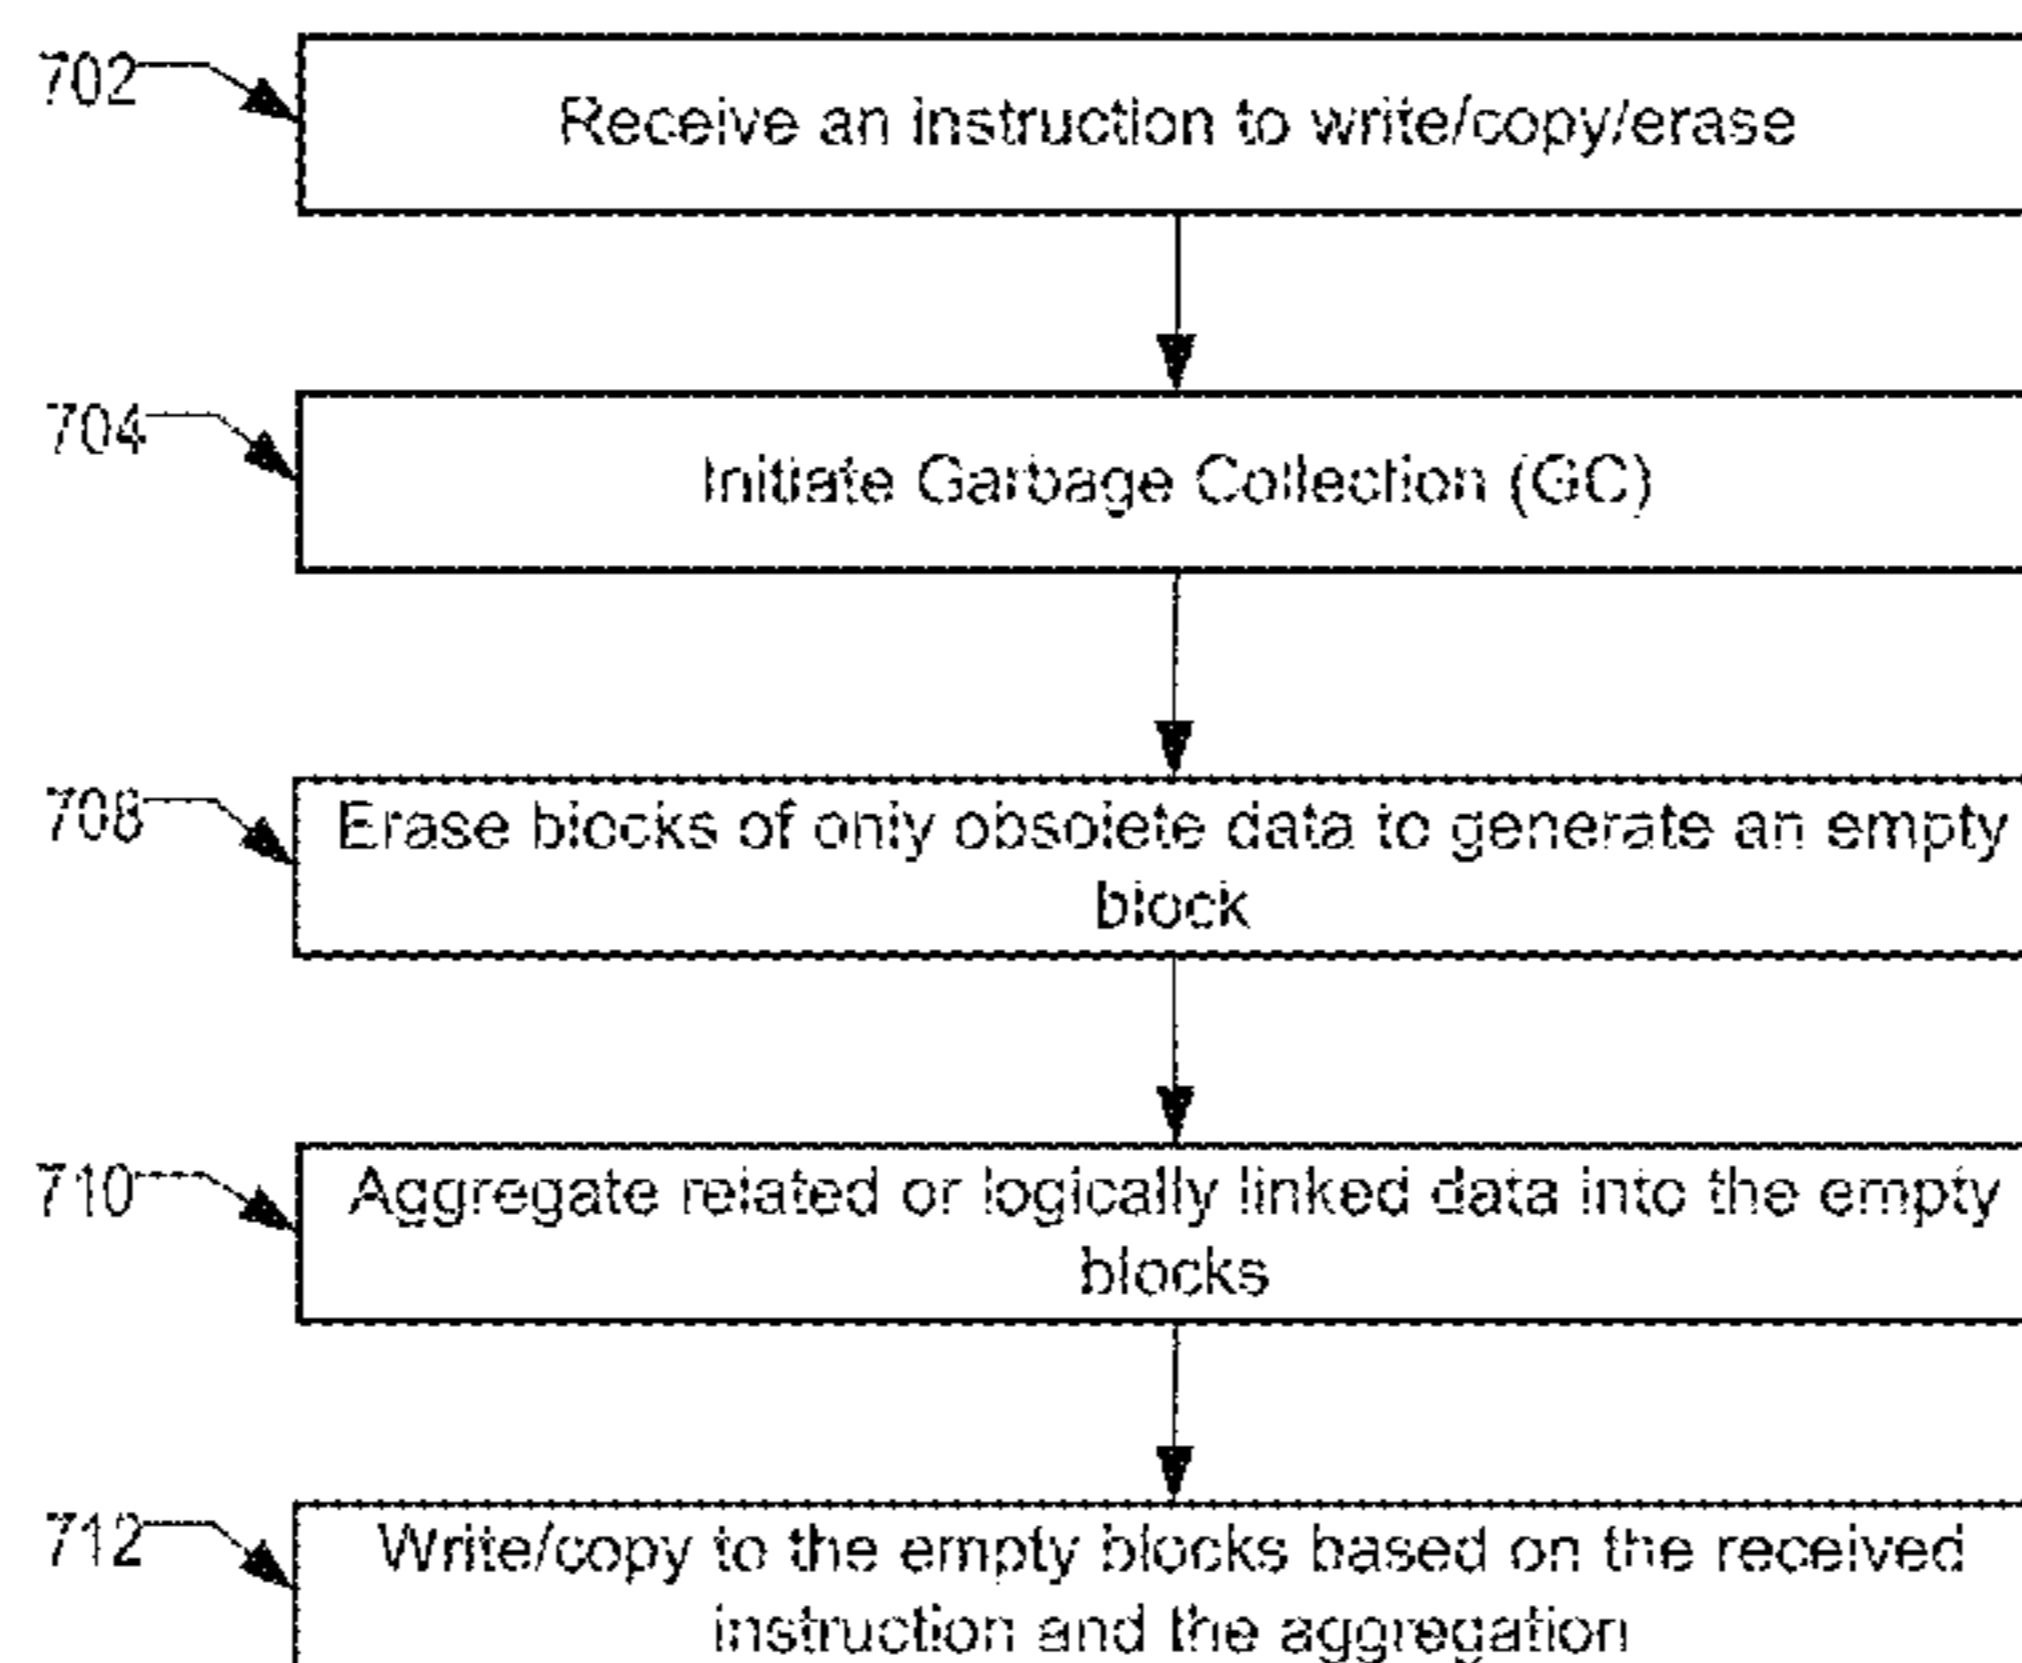 702
Receive an instruction to write/copy/erase
704
Initiate Garbage Collection (GC)
708
Erase blocks of only obsolete data to generate an empty
block
710
Aggregate related or logically linked data into the empty
blocks
712
Write/copy to the empty blocks based on the received
instruction and the aggregation